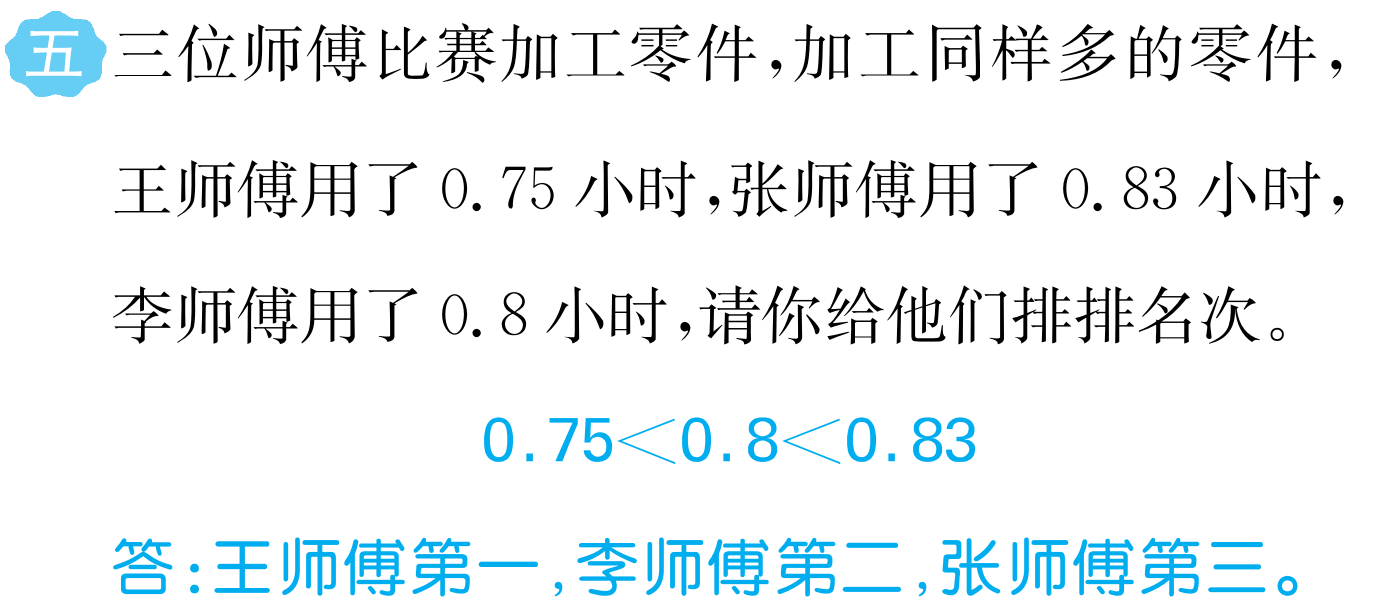 五 三位师傅比赛加工零件,加工同样多的零件,
王师傅用了 0.75 小时,张师傅用了 0.83 小时,
李师傅用了 0.8 小时,请你给他们排排名次。
0.75<0.8<0.83
答:王师傅第一,李师傅第二,张师傅第三。